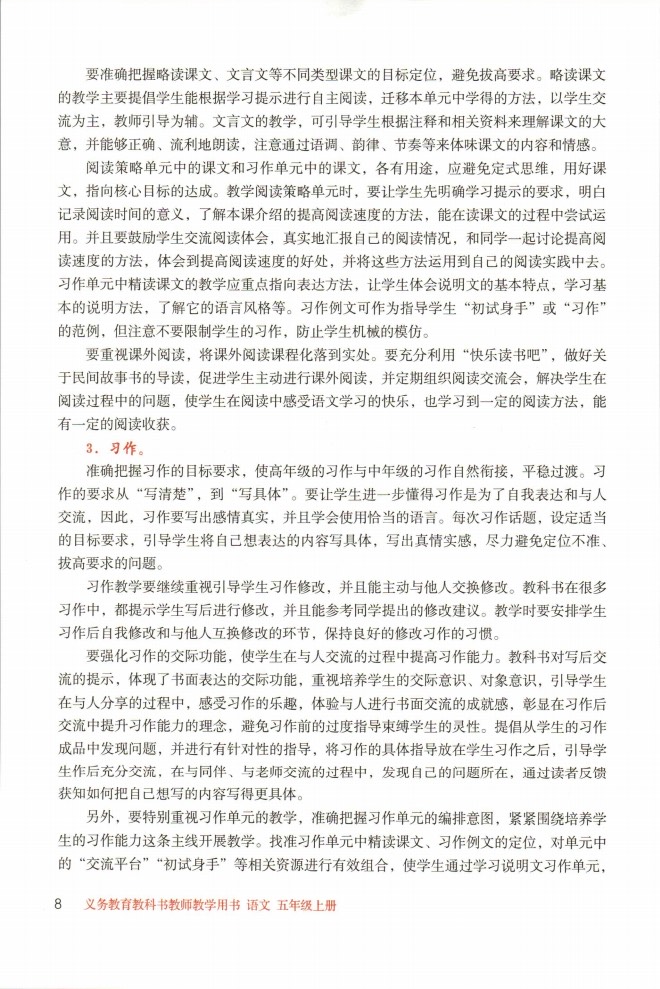 要准确把握略读课文、文言文等不同类型课文的目标定位，避免拔高要求。略读课文
的教学主要提倡学生能根据学习提示进行自主阅读，迁移本单元中学得的方法，以学生交
流为主，教师引导为辅。文言文的教学，可引导学生根据注释和相关资料来理解课文的大
意，并能够正确、流利地朗读，注意通过语调、韵律、节奏等来体味课文的内容和情感。
阅读策略单元中的课文和习作单元中的课文，各有用途，应避免定式思维，用好课
文，指向核心目标的达成。教学阅读策略单元时，要让学生先明确学习提示的要求，明白
记录阅读时间的意义，了解本课介绍的提高阅读速度的方法，能在读课文的过程中尝试运
用。并且要鼓励学生交流阅读体会，真实地汇报自己的阅读情况，和同学一起讨论提高阅
读速度的方法，体会到提高阅读速度的好处，并将这些方法运用到自己的阅读实践中去。
习作单元中精读课文的教学应重点指向表达方法，让学生体会说明文的基本特点，学习基
本的说明方法，了解它的语言风格等。习作例文可作为指导学生“初试身手”或“习作”
的范例，但注意不要限制学生的习作，防止学生机械的模仿。
要重视课外阅读，将课外阅读课程化落到实处。要充分利用“快乐读书吧”，做好关
于民间故事书的导读，促进学生主动进行课外阅读，并定期组织阅读交流会，解决学生在
阅读过程中的问题，使学生在阅读中感受语文学习的快乐，也学习到一定的阅读方法，能
有一定的阅读收获。
3．习作。
准确把握习作的目标要求，使高年级的习作与中年级的习作自然衔接，平稳过渡。习
作的要求从“写清楚”，到“写具体”。要让学生进一步懂得习作是为了自我表达和与人
交流，因此，习作要写出感情真实，并且学会使用恰当的语言。每次习作话题，设定适当
的目标要求，引导学生将自己想表达的内容写具体，写出真情实感，尽力避免定位不准、
拔高要求的问题。
习作教学要继续重视引导学生习作修改，并且能主动与他人交换修改。教科书在很多
习作中，都提示学生写后进行修改，并且能参考同学提出的修改建议。教学时要安排学生
习作后自我修改和与他人互换修改的环节，保持良好的修改习作的习惯。
要强化习作的交际功能，使学生在与人交流的过程中提高习作能力。教科书对写后交
流的提示，体现了书面表达的交际功能，重视培养学生的交际意识、对象意识，引导学生
在与人分享的过程中，感受习作的乐趣，体验与人进行书面交流的成就感，彰显在习作后
交流中提升习作能力的理念，避免习作前的过度指导束缚学生的灵性。提倡从学生的习作
成品中发现问题，并进行有针对性的指导，将习作的具体指导放在学生习作之后，引导学
生作后充分交流，在与同伴、与老师交流的过程中，发现自己的问题所在，通过读者反馈
获知如何把自己想写的内容写得更具体。
另外，要特别重视习作单元的教学，准确把握习作单元的编排意图，紧紧围绕培养学
生的习作能力这条主线开展教学。找准习作单元中精读课文、习作例文的定位，对单元中
的“交流平台”“初试身手”等相关资源进行有效组合，使学生通过学习说明文习作单元，
8 义务教育教科书教师教学用书 语文 五年级上册